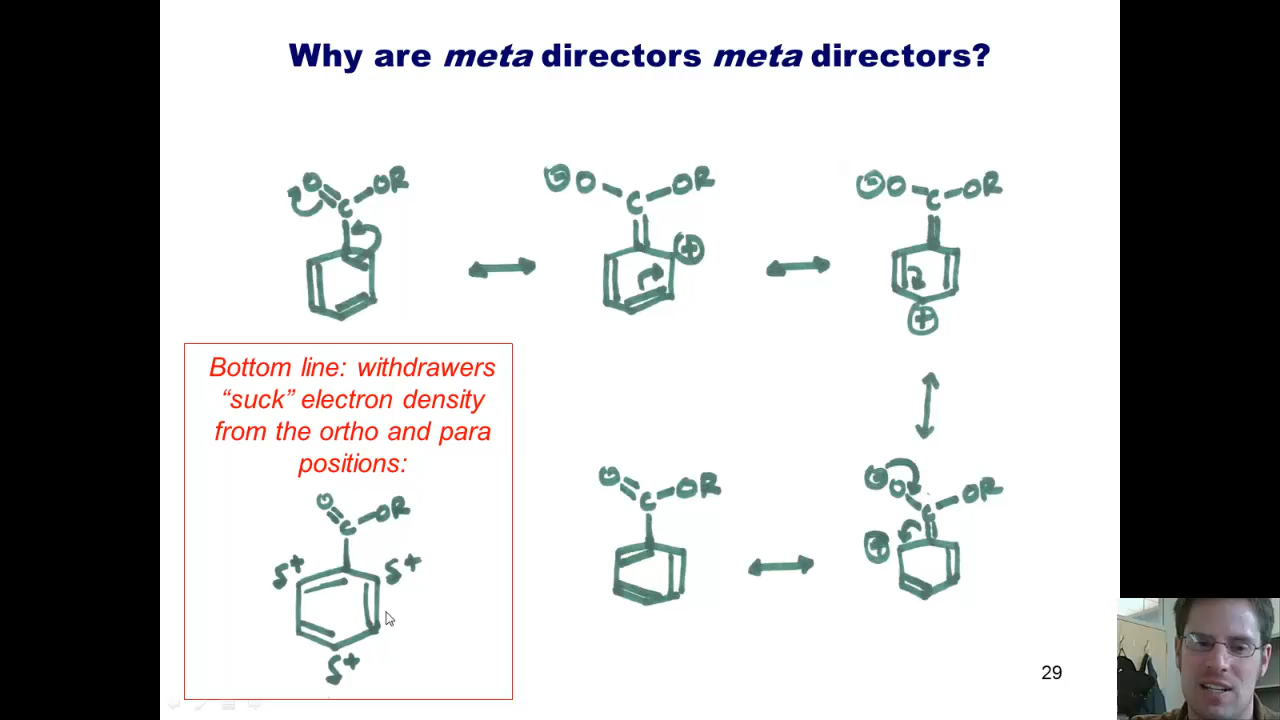 Why are meta directors meta directors?
O OR
C
⊖ O OR
C
⊕
⊖ O OR
C
⊕
Bottom line: withdrawers
“suck” electron density
from the ortho and para
positions:
O OR
C
δ+ δ+
δ+
O OR
C
⊖ O OR
C
⊕
29